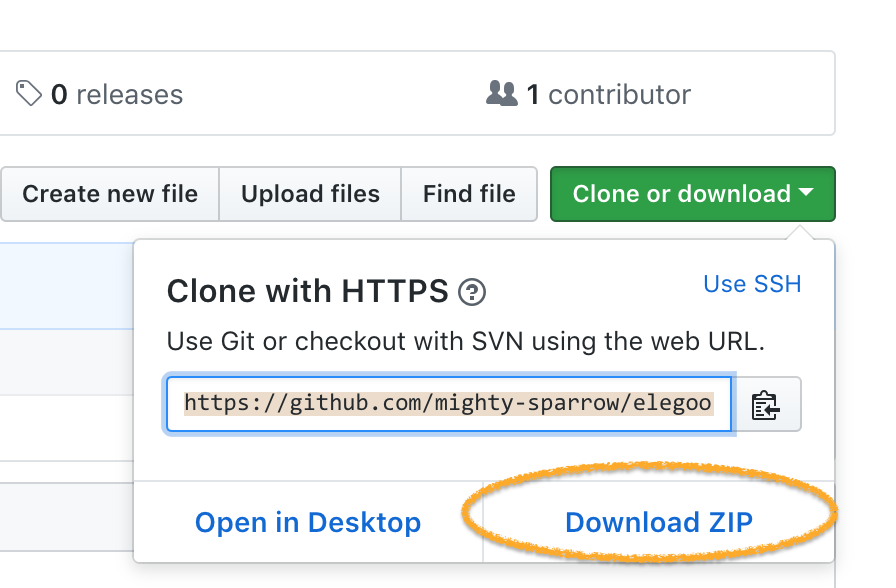 0 releases
1 contributor
Create new file
Upload files
Find file
Clone or download
Clone with HTTPS ?
Use SSH
Use Git or checkout with SVN using the web URL.
https://github.com/mighty-sparrow/elegoo
Open in Desktop
Download ZIP